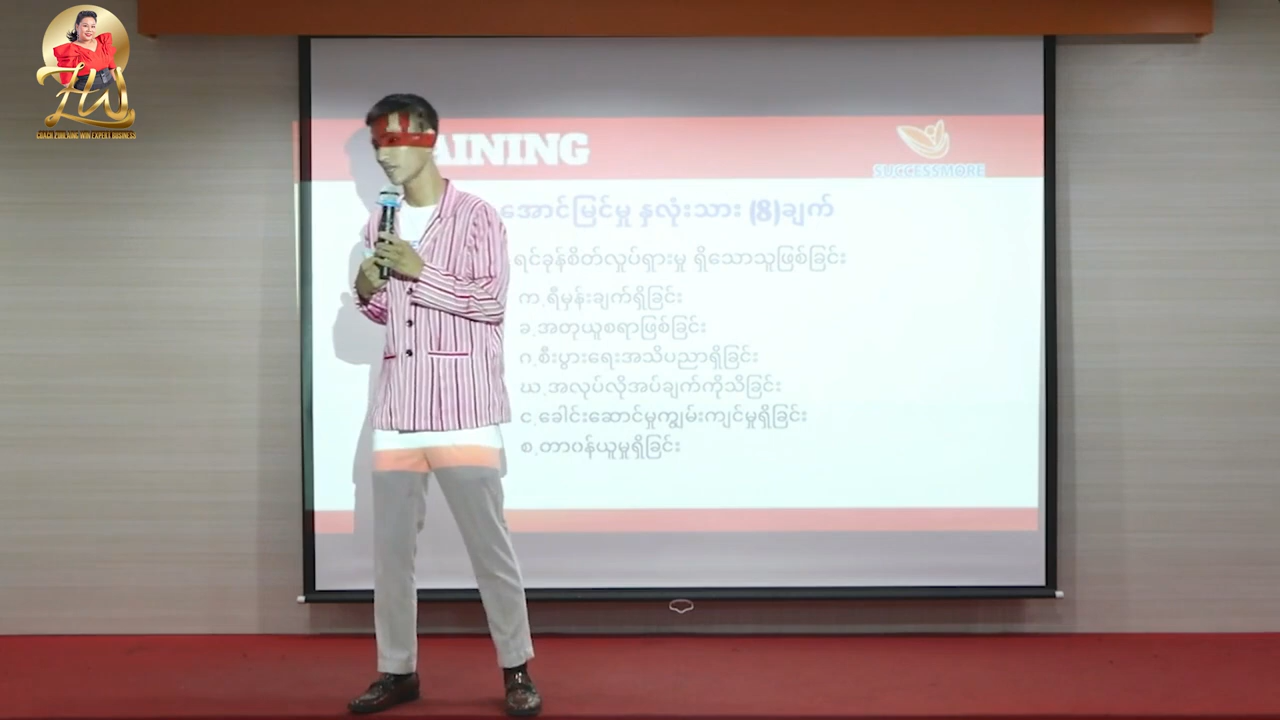 AINING
SUCCESSMORE
အောင်မြင်မှု နှလုံးသား (8)ချက်
ရင်ခုန်စိတ်လှုပ်ရှားမှု ရှိသောသူဖြစ်ခြင်း
က.ရီမှန်းချက်ရှိခြင်း
ခ.အတုယူစရာဖြစ်ခြင်း
ဂ.စီးပွားရေးအသိပညာရှိခြင်း
ဃ.အလုပ်လိုအပ်ချက်ကိုသိခြင်း
င.ခေါင်းဆောင်မှုကျွမ်းကျင်မှုရှိခြင်း
စ.တာဝန်ယူမှုရှိခြင်း